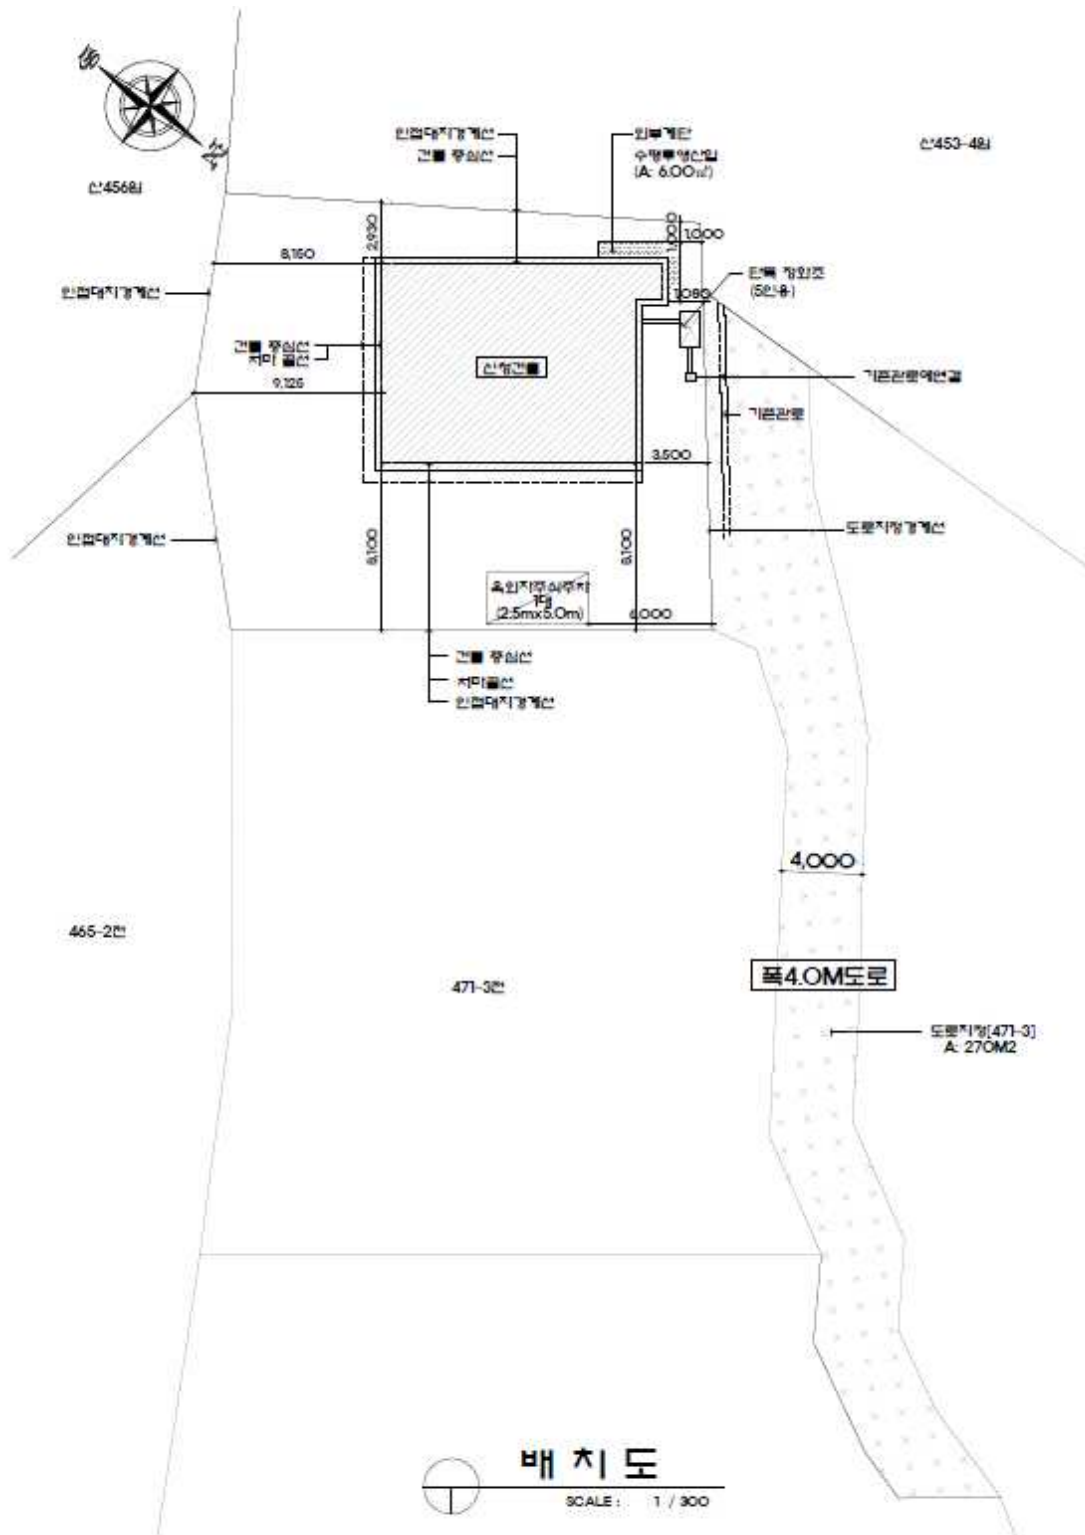 인접대지경계선
건물 중심선
외부계단
수평투영산입
(A: 6.00㎡)
산453-4임
산456임
2,930
1,000
1,000
8,150
단독 정화조
(5인용)
인접대지경계선
1,080
건물 중심선
처마 끝선
신청건물
기존관로에연결
9,125
기존관로
3,500
도로지정경계선
인접대지경계선
8,100
8,100
옥외자주식주차
1대
(2.5mx5.0m)
6,000
건물 중심선
처마끝선
인접대지경계선
4,000
465-2전
471-3전
폭4.0M도로
도로지정[471-3]
A: 270M2
배치도
SCALE : 1 / 300